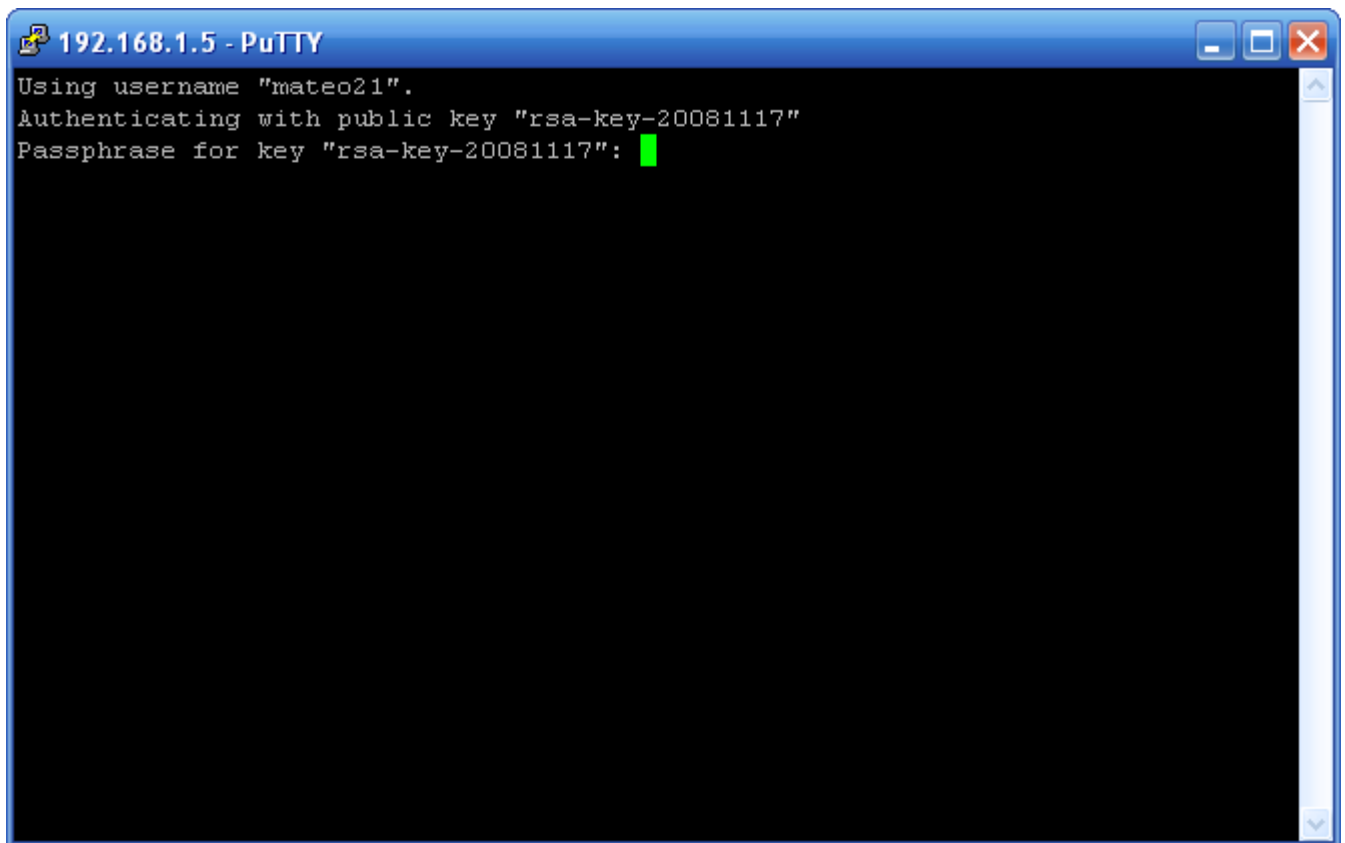 192.168.1.5 - PuTTY
Using username "mateo21".
Authenticating with public key "rsa-key-20081117"
Passphrase for key "rsa-key-20081117":